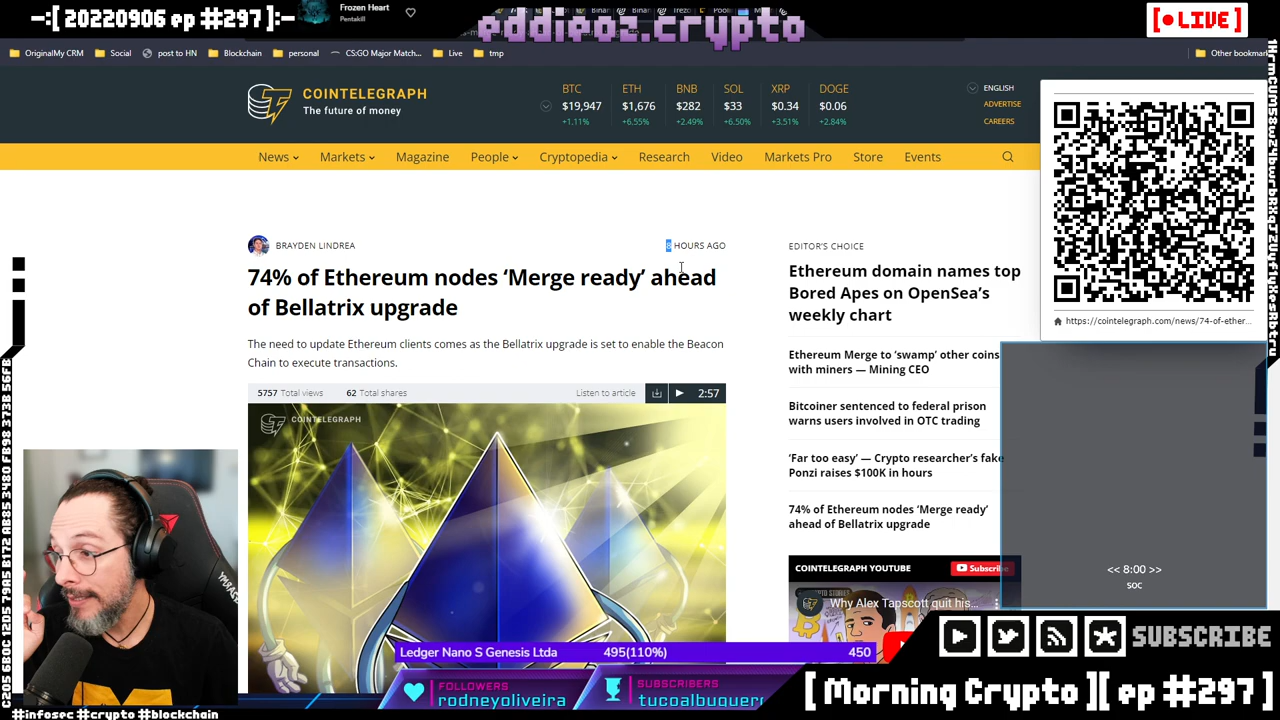 -:[ 20220906 ep #297 ]:-
Frozen Heart
Pentakill
eddieoz.crypto
[• LIVE]
OriginalMy CRM
Social
post to HN
Blockchain
personal
CS:GO Major Match...
Live
tmp
Other bookmar
COINTELEGRAPH
The future of money
BTC ETH BNB SOL XRP DOGE
$19,947 $1,676 $282 $33 $0.34 $0.06
+1.11% +6.55% +2.49% +6.50% +3.51% +2.84%
ENGLISH
ADVERTISE
CAREERS
News Markets Magazine People Cryptopedia Research Video Markets Pro Store Events
BRAYDEN LINDREA
8 HOURS AGO
74% of Ethereum nodes ‘Merge ready’ ahead
of Bellatrix upgrade
The need to update Ethereum clients comes as the Bellatrix upgrade is set to enable the Beacon
Chain to execute transactions.
5757 Total views 62 Total shares Listen to article 2:57
COINTELEGRAPH
EDITOR’S CHOICE
Ethereum domain names top
Bored Apes on OpenSea’s
weekly chart
Ethereum Merge to ‘swap’ other coins
with miners — Mining CEO
Bitcoiner sentenced to federal prison
warns users involved in OTC trading
‘Far too easy’ — Crypto researcher’s fake
Ponzi raises $100K in hours
74% of Ethereum nodes ‘Merge ready’
ahead of Bellatrix upgrade
COINTELEGRAPH YOUTUBE
Subscribe
Why Alex Tapscott quit his...
https://cointelegraph.com/news/74-of-ether...
<< 8:00 >>
soc
Ledger Nano S Genesis Ltda 495(110%) 450
FOLLOWERS
rodneyoliveira
SUBSCRIBERS
tucoalbuquer
SUBSCRIBE
[ Morning Crypto ][ ep #297 ]
#infosec #crypto #blockchain